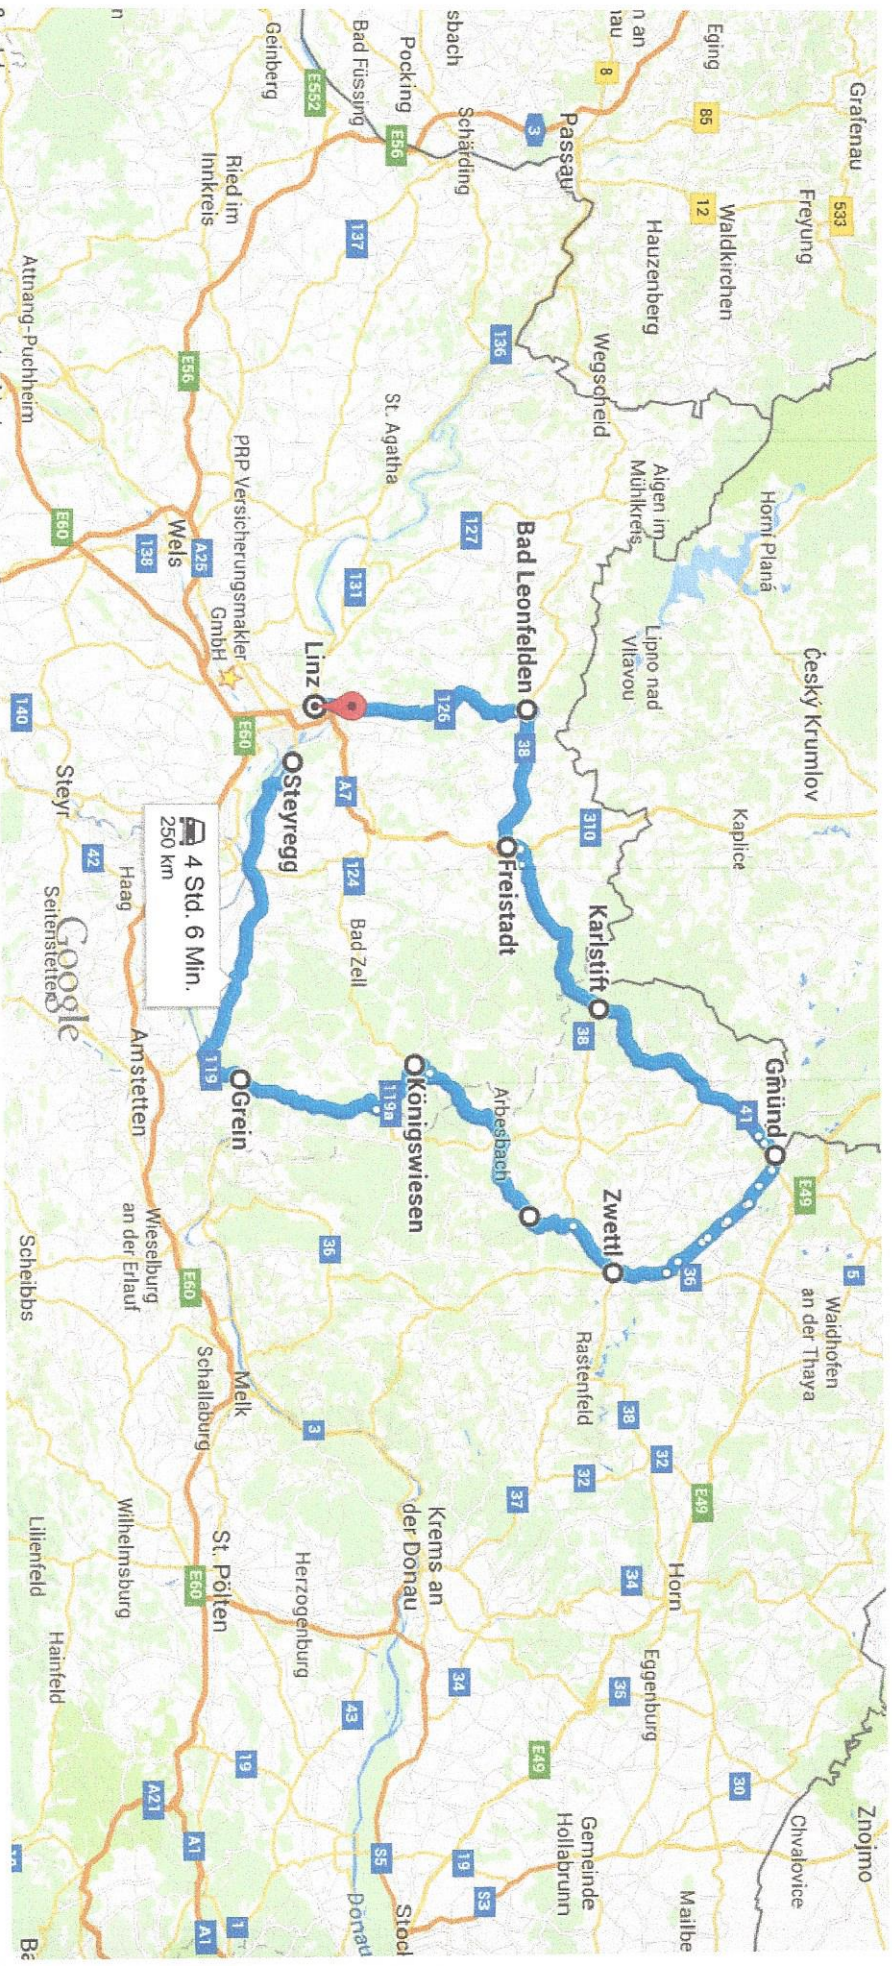 Grafenau
Freyung
533
Eging
85
12
Waldkirchen
Hauzenberg
n an
8
Passau
3
Wegscheid
sbach
Pocking
Bad Füssing
Schärding
E56
E552
Geinberg
Ried im
Innkreis
137
136
St. Agatha
Attnang-Puchheim
E56
Aigen im
Mühlkreis
Horní Planá
Lipno nad
Vltavou
Český Krumlov
Kaplice
127
131
Bad Leonfelden
38
126
310
PRP Versicherungsmakler
GmbH
Wels
A25
138
E60
Linz
E60
A7
Steyregg
140
Steyr
42
Haag
Seitenstetten
4 Std. 6 Min.
250 km
Google
124
Bad Zell
Freistadt
Karlstift
38
Gmünd
41
E49
Königswiesen
119a
Arbesbach
119
Grein
Amstetten
Zwettl
36
5
Waidhofen
an der Thaya
Wieselburg
an der Erlauf
E60
Scheibbs
36
Melk
Schallaburg
3
Rastenfeld
38
32
32
37
E49
Krems an
der Donau
Horn
34
Eggenburg
35
34
St. Pölten
E60
Herzogenburg
Wilhelmsburg
Lilienfeld
Hainfeld
43
19
A21
A1
A1
1
E49
30
Gemeinde
Hollabrunn
19
S3
S5
Donau
Znojmo
Chvalovice